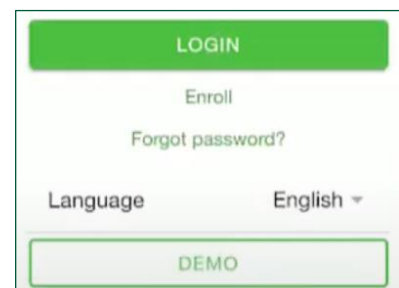 LOGIN
Enroll
Forgot password?
Language English
DEMO